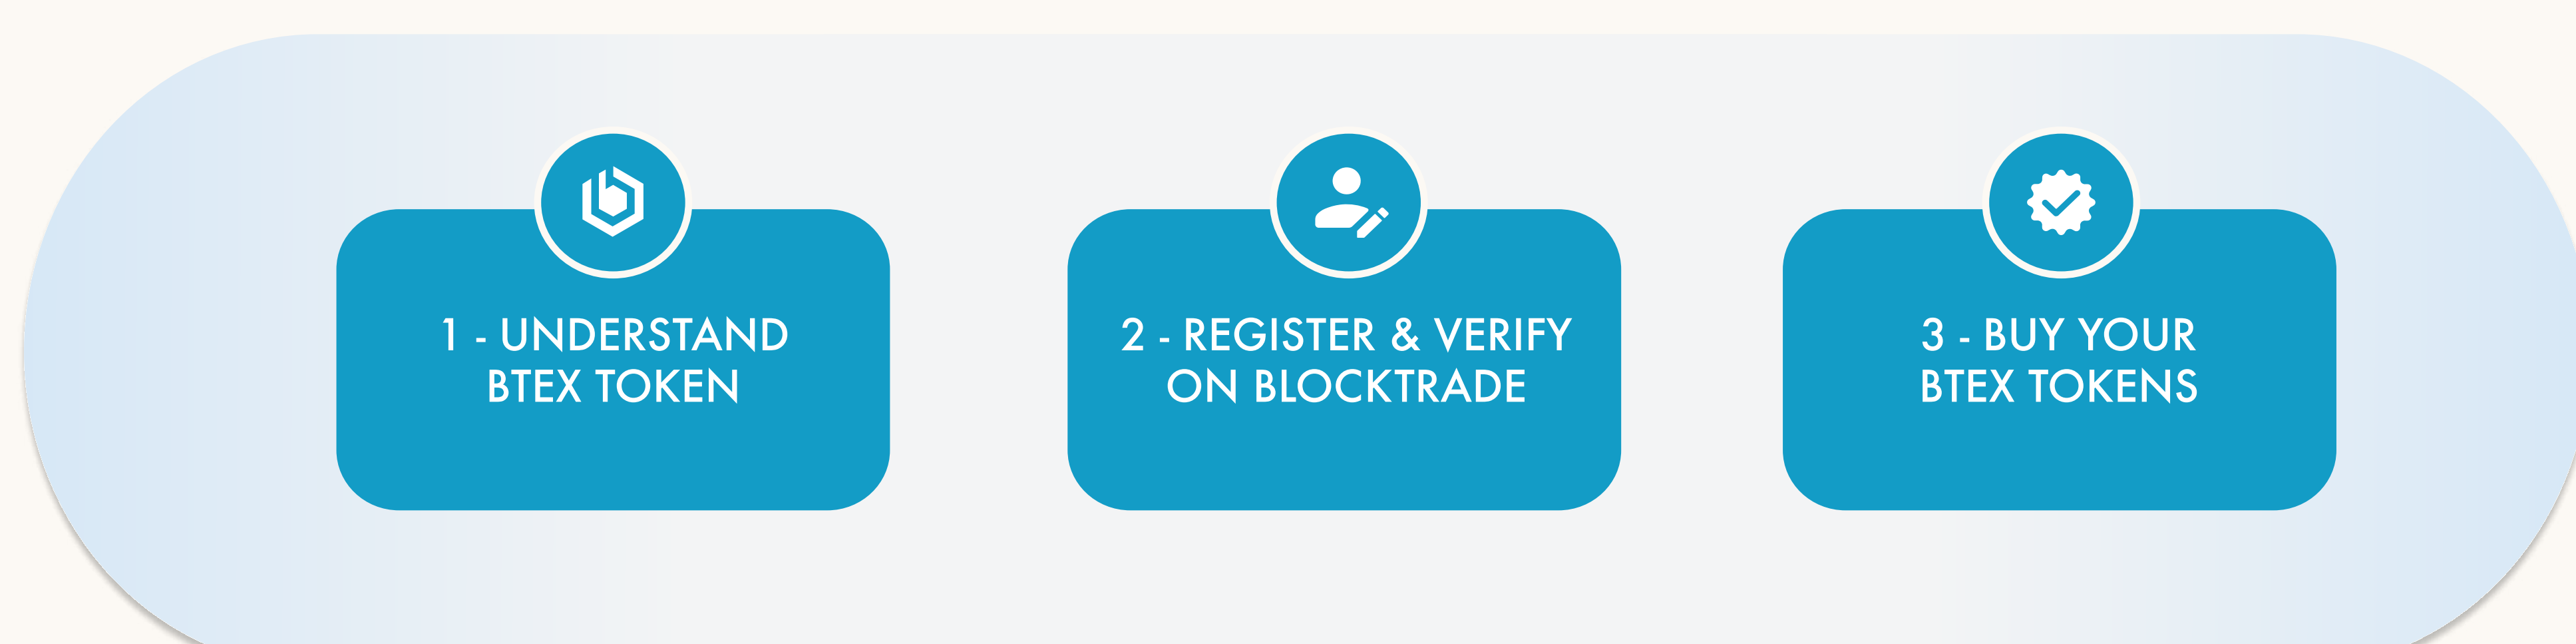 1 - UNDERSTAND
BTEX TOKEN
2 - REGISTER & VERIFY
ON BLOCKTRADE
3 - BUY YOUR
BTEX TOKENS